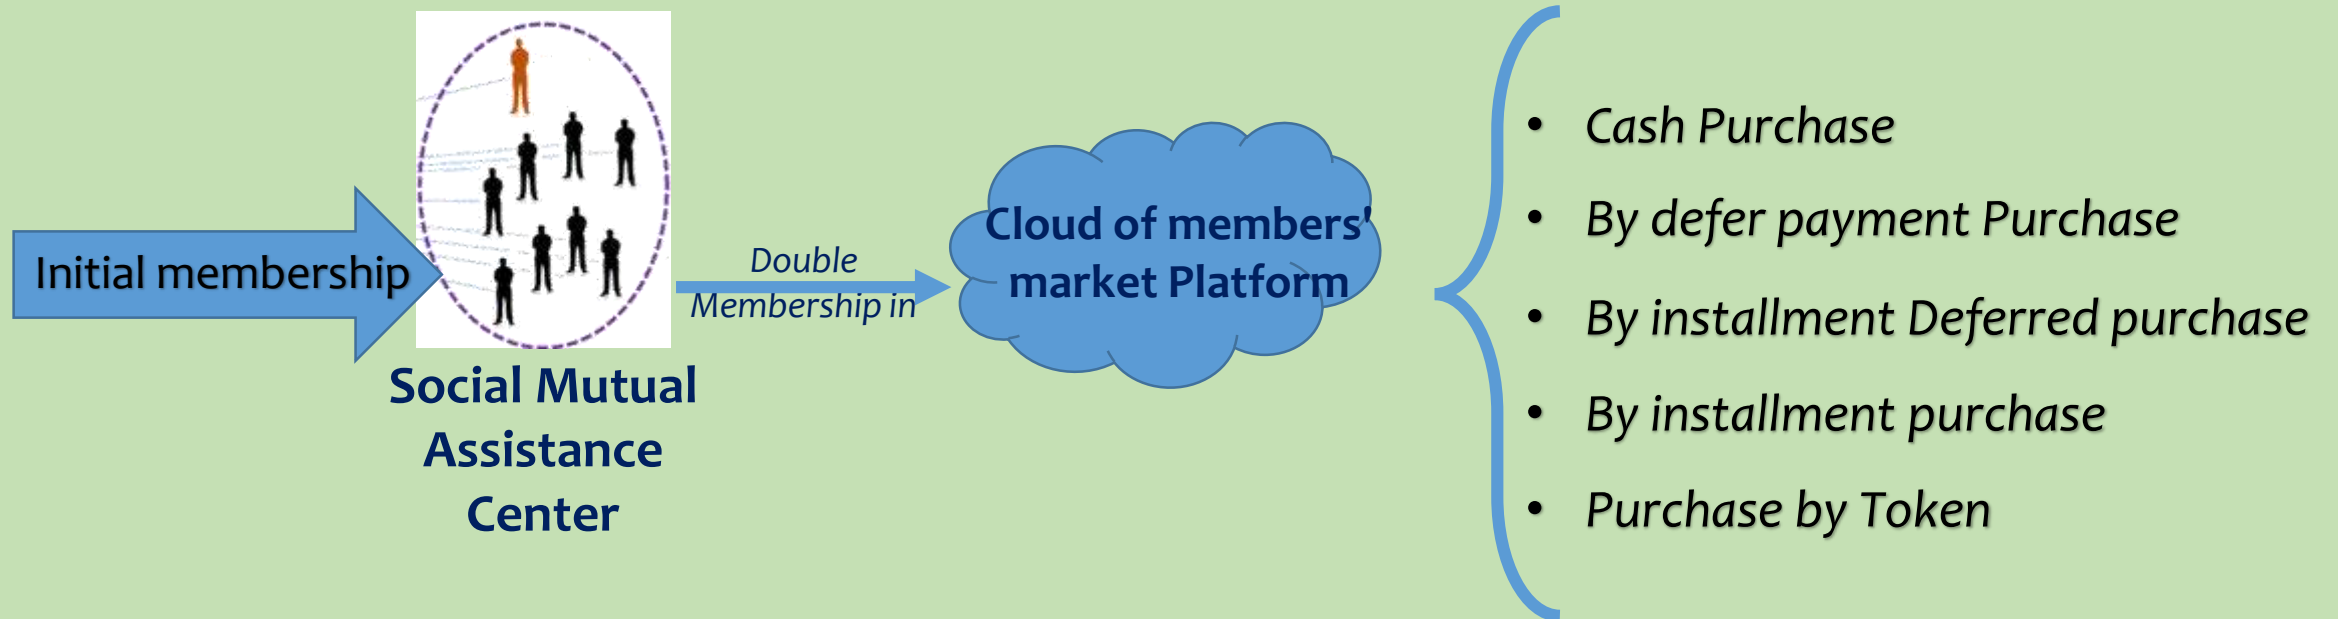 Initial membership
Social Mutual
Assistance
Center
Double
Membership in
Cloud of members'
market Platform
• Cash Purchase
• By defer payment Purchase
• By installment Deferred purchase
• By installment purchase
• Purchase by Token